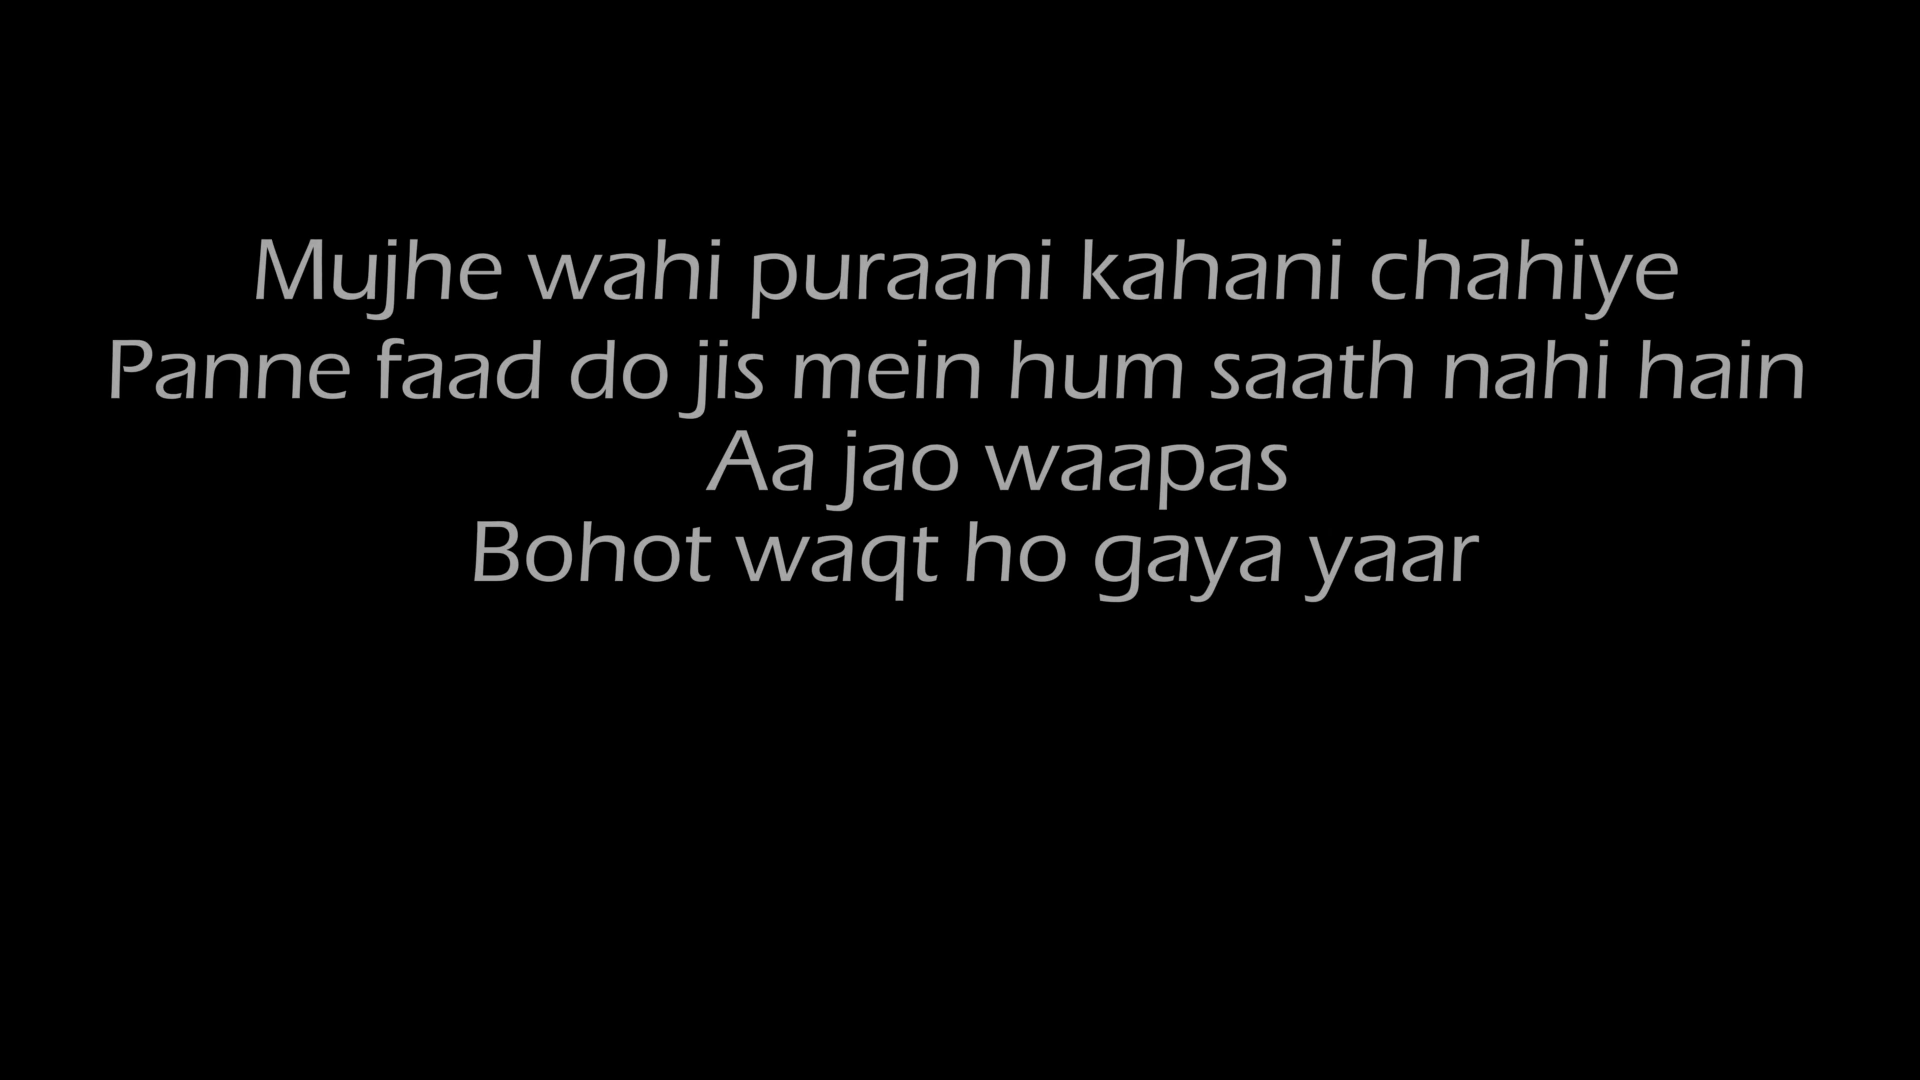 Mujhe wahi puraani kahani chahiye
Panne faad do jis mein hum saath nahi hain
Aa jao waapas
Bohot waqt ho gaya yaar